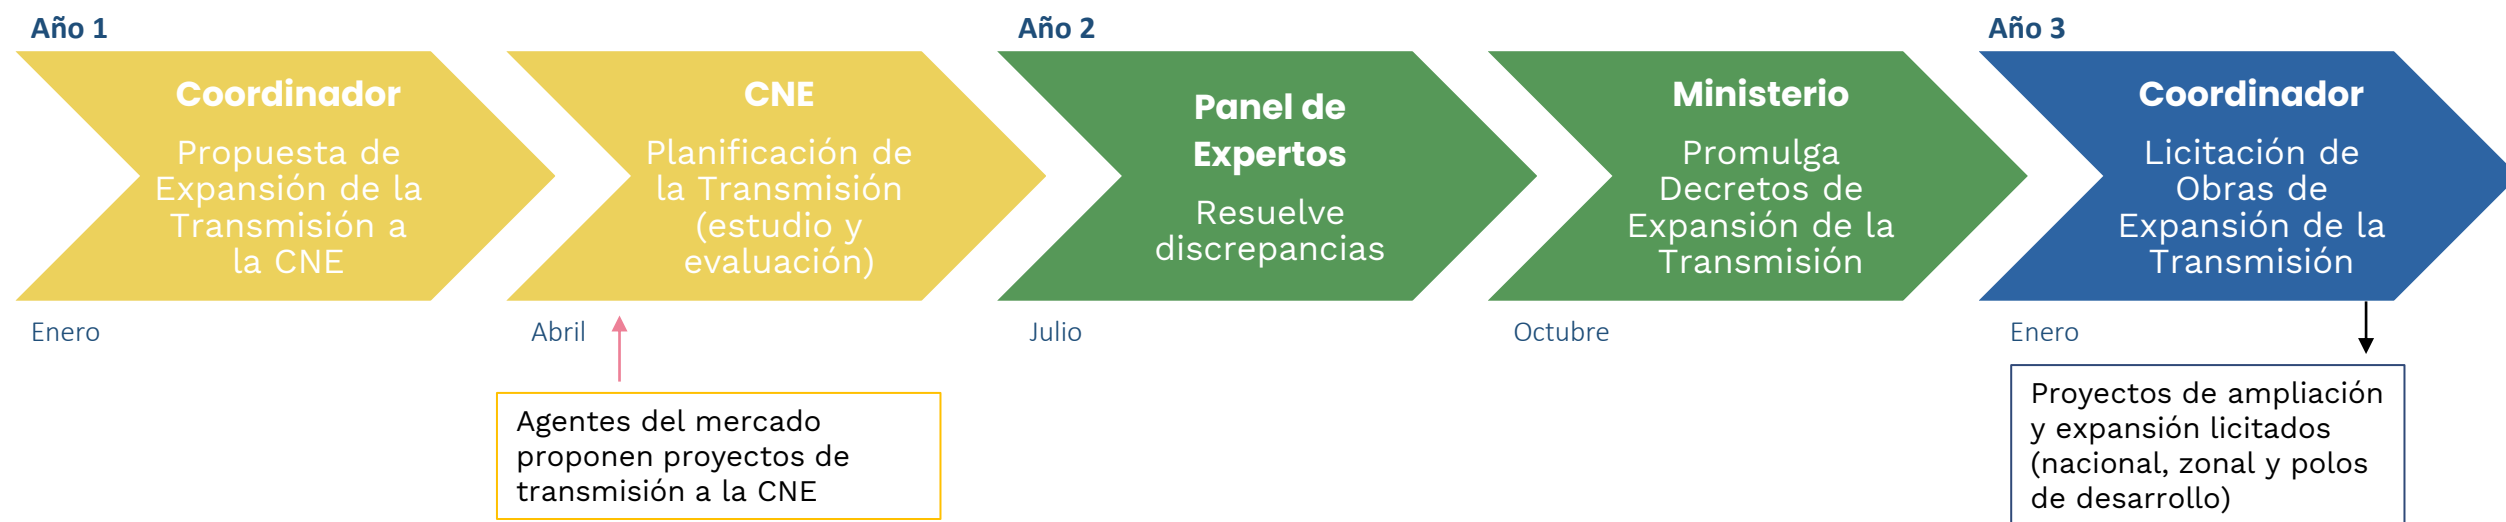 Año 1
Año 2
Año 3
Coordinador
Propuesta de
Expansión de la
Transmisión a
la CNE
CNE
Planificación de
la Transmisión
(estudio y
evaluación)
Panel de
Expertos
Resuelve
discrepancias
Ministerio
Promulga
Decretos de
Expansión de la
Transmisión
Coordinador
Licitación de
Obras de
Expansión de la
Transmisión
Enero
Abril
Julio
Octubre
Enero
Agentes del mercado
proponen proyectos de
transmisión a la CNE
Proyectos de ampliación
y expansión licitados
(nacional, zonal y polos
de desarrollo)